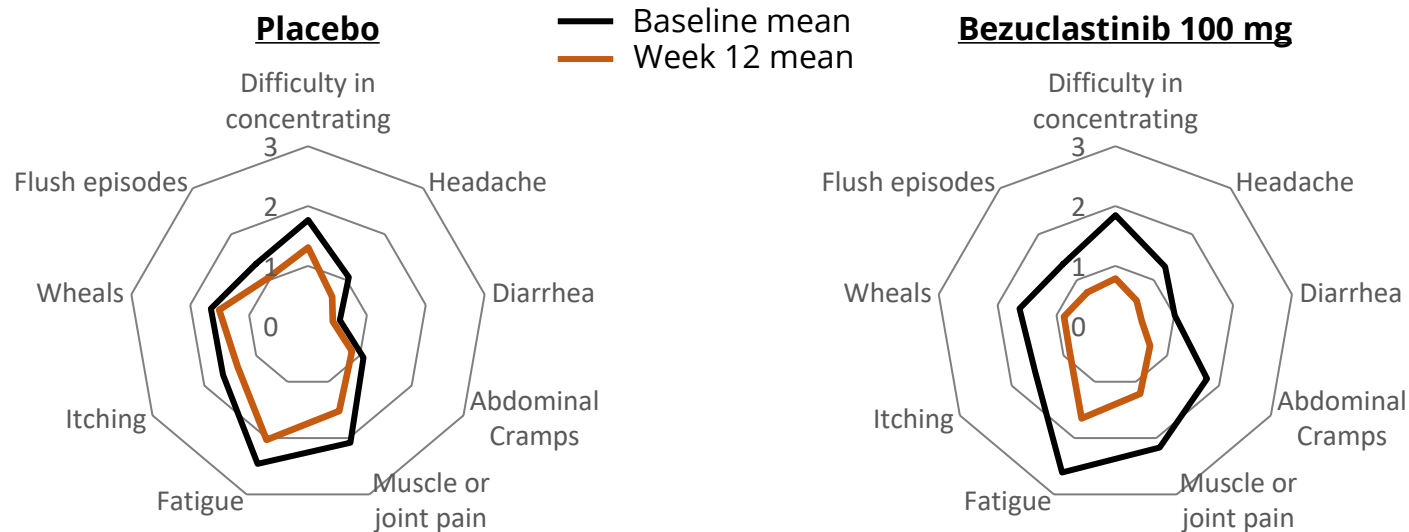 Placebo
Baseline mean
Week 12 mean
Bezuclastinib 100 mg
Difficulty in
concentrating
3
2
1
0
Headache
Diarrhea
Abdominal
Cramps
Muscle or
joint pain
Fatigue
Itching
Wheals
Flush episodes
Difficulty in
concentrating
3
2
1
0
Headache
Diarrhea
Abdominal
Cramps
Muscle or
joint pain
Fatigue
Itching
Wheals
Flush episodes